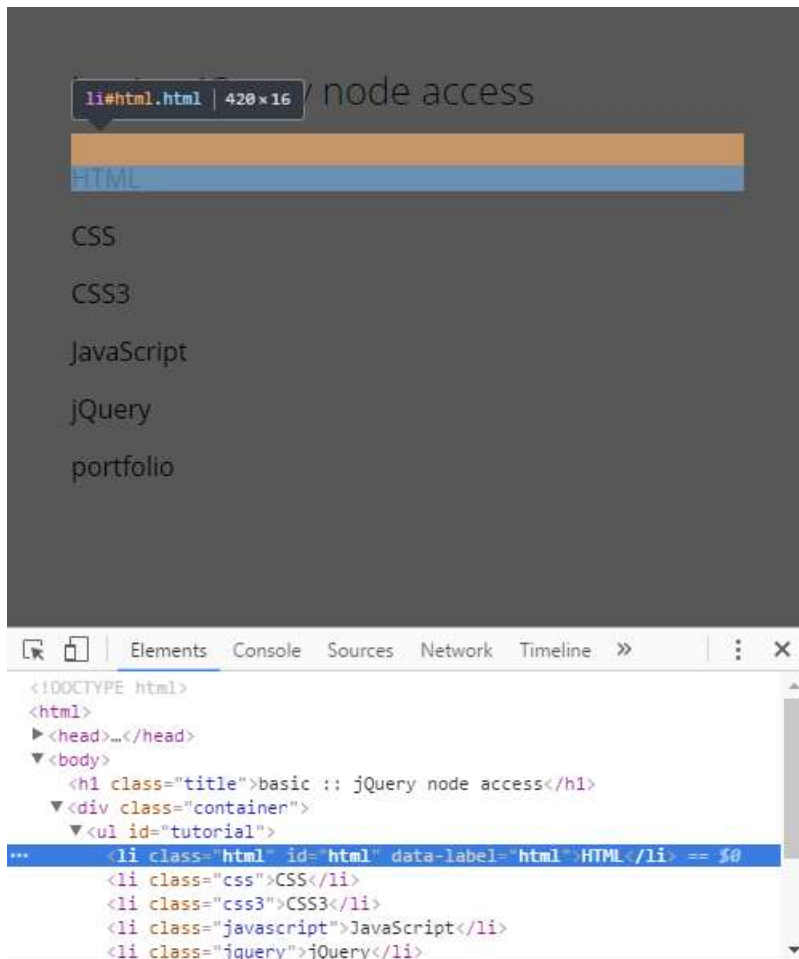 node access
li#html.html | 420×16
HTML
CSS
CSS3
JavaScript
jQuery
portfolio
Elements Console Sources Network Timeline »
<!DOCTYPE html>
<html>
▶<head>…</head>
▼<body>
<h1 class="title">basic :: jQuery node access</h1>
▼<div class="container">
▼<ul id="tutorial">
<li class="html" id="html" data-label="html">HTML</li> == $0
<li class="css">CSS</li>
<li class="css3">CSS3</li>
<li class="javascript">JavaScript</li>
<li class="jquery">jQuery</li>